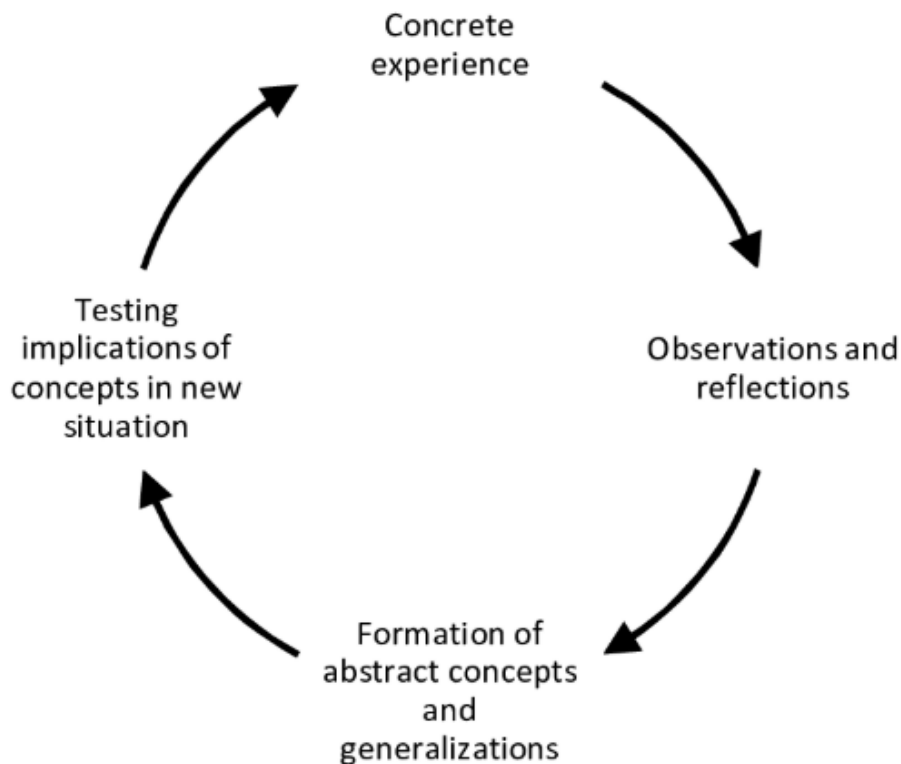 Concrete
experience
Testing
implications of
concepts in new
situation
Observations and
reflections
Formation of
abstract concepts
and
generalizations